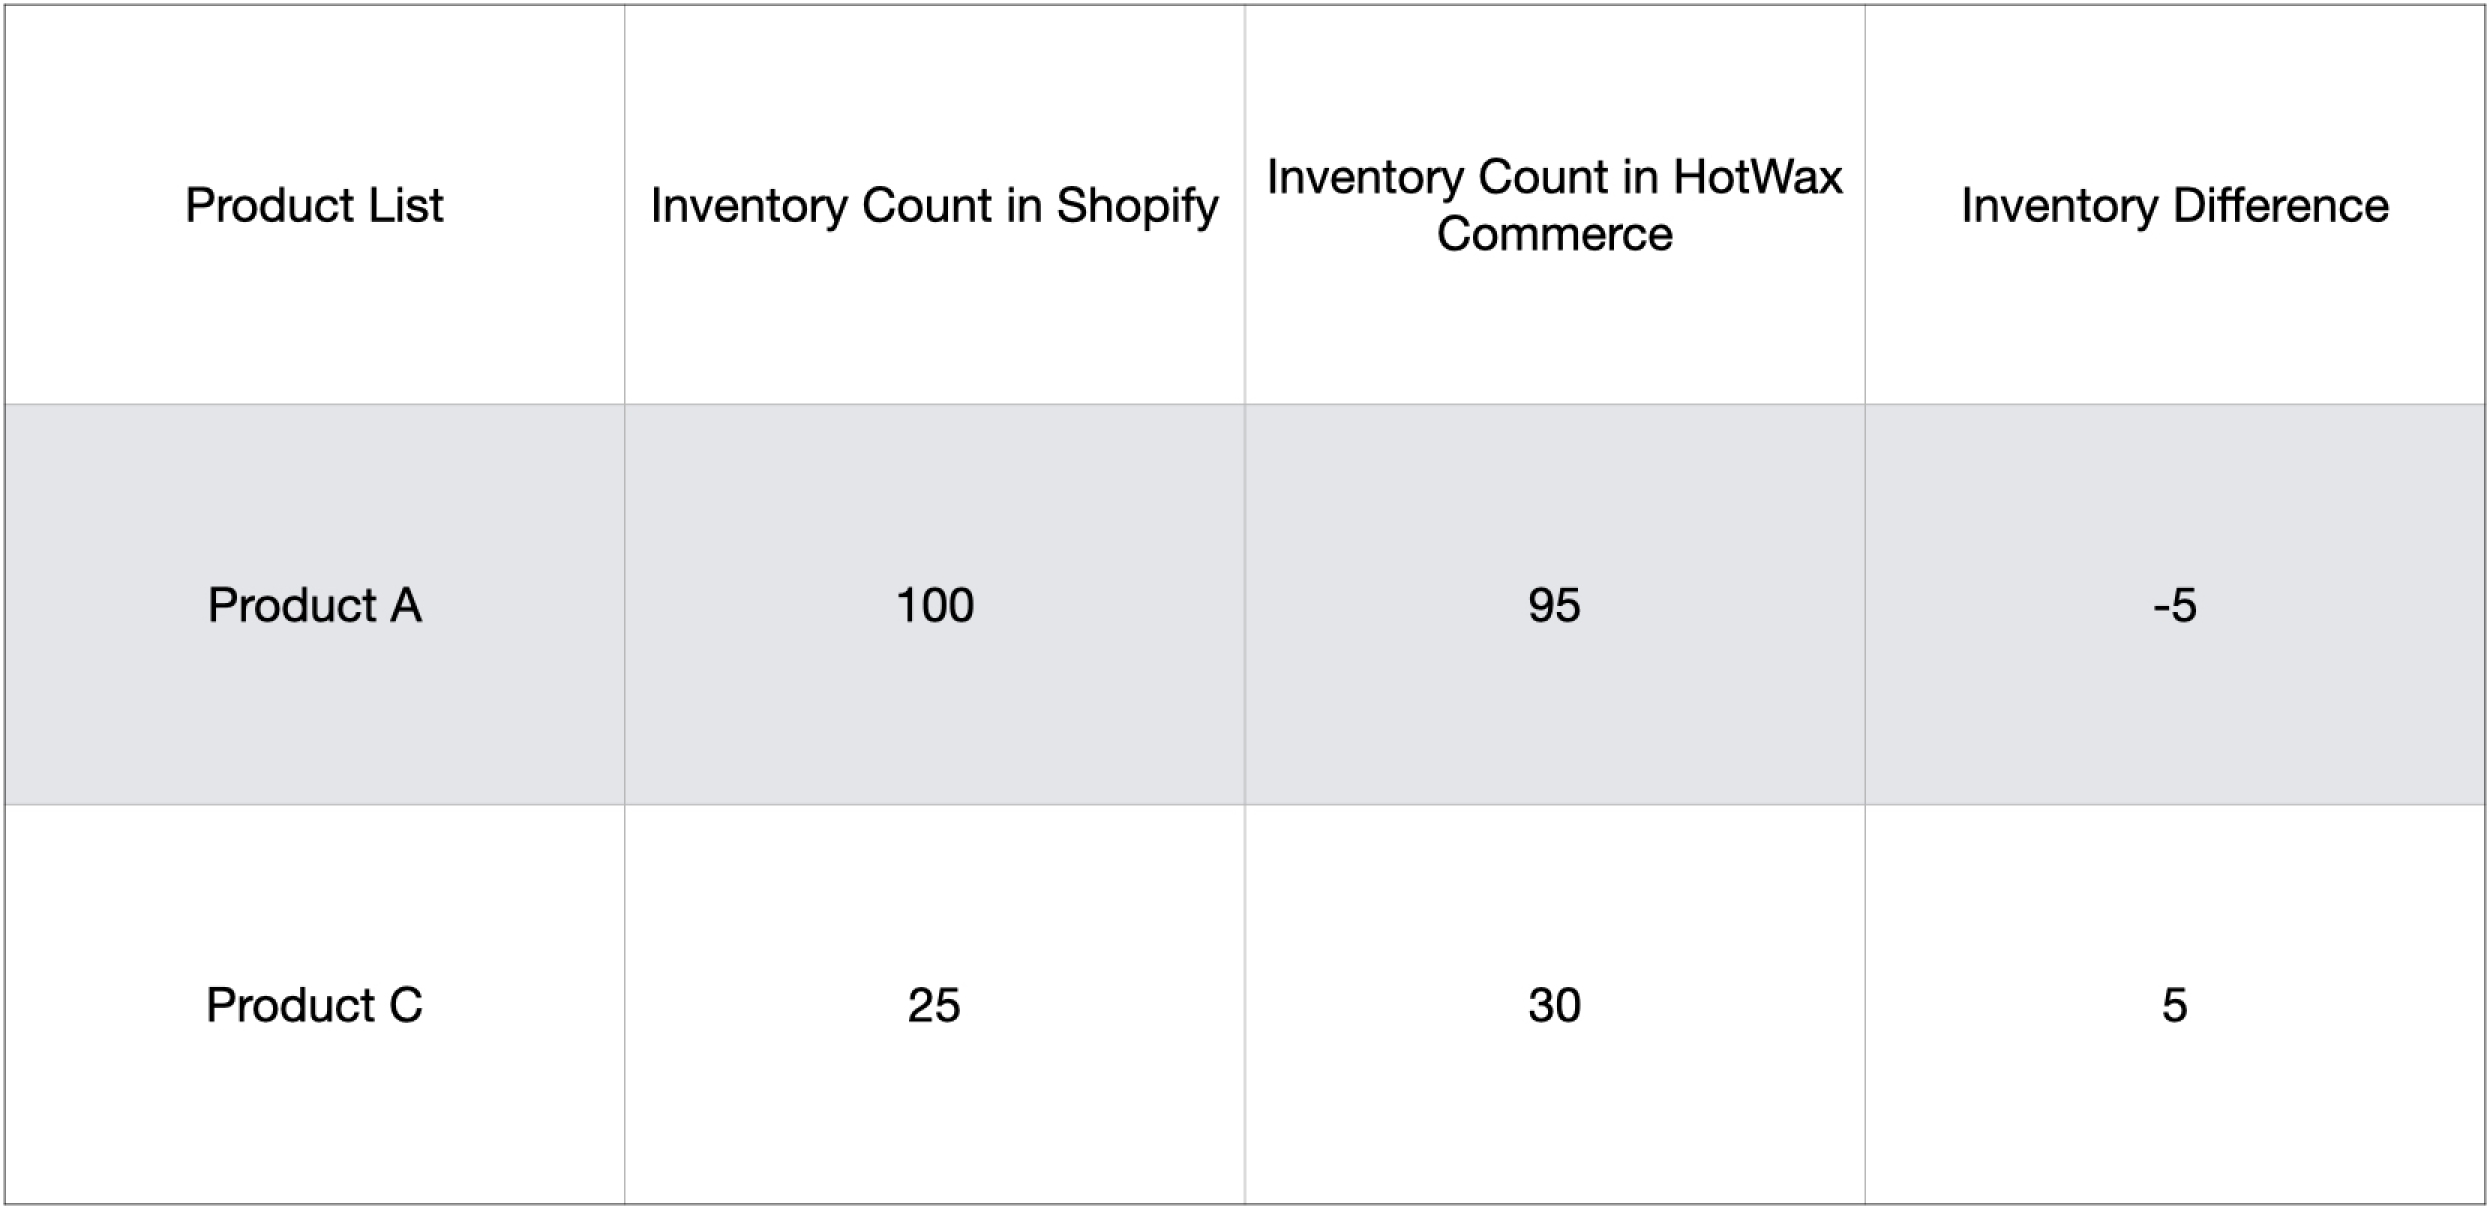 Product List
Inventory Count in Shopify
Inventory Count in HotWax
Commerce
Inventory Difference
Product A
100
95
-5
Product C
25
30
5